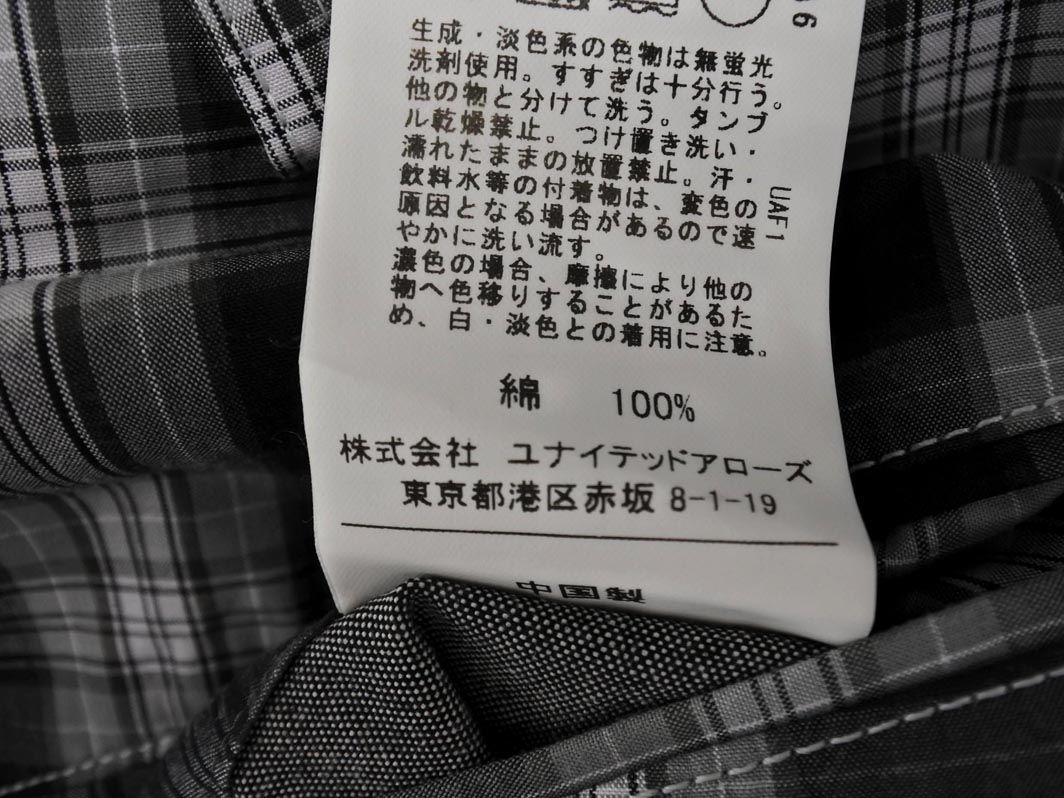 生成・淡色系の色物は無蛍光
洗剤使用。すすぎは十分行う。
他の物と分けて洗う。タンブ
ル乾燥禁止。つけ置き洗い・
濡れたままの放置禁止。汗・
飲料水等の付着物は、変色の
原因となる場合があるので速
やかに洗い流す。
濃色の場合、摩擦により他の
物へ色移りすることがあるた
め、白・淡色との着用に注意。
UAF1
綿 100%
株式会社 ユナイテッドアローズ
東京都港区赤坂 8-1-19
中国製